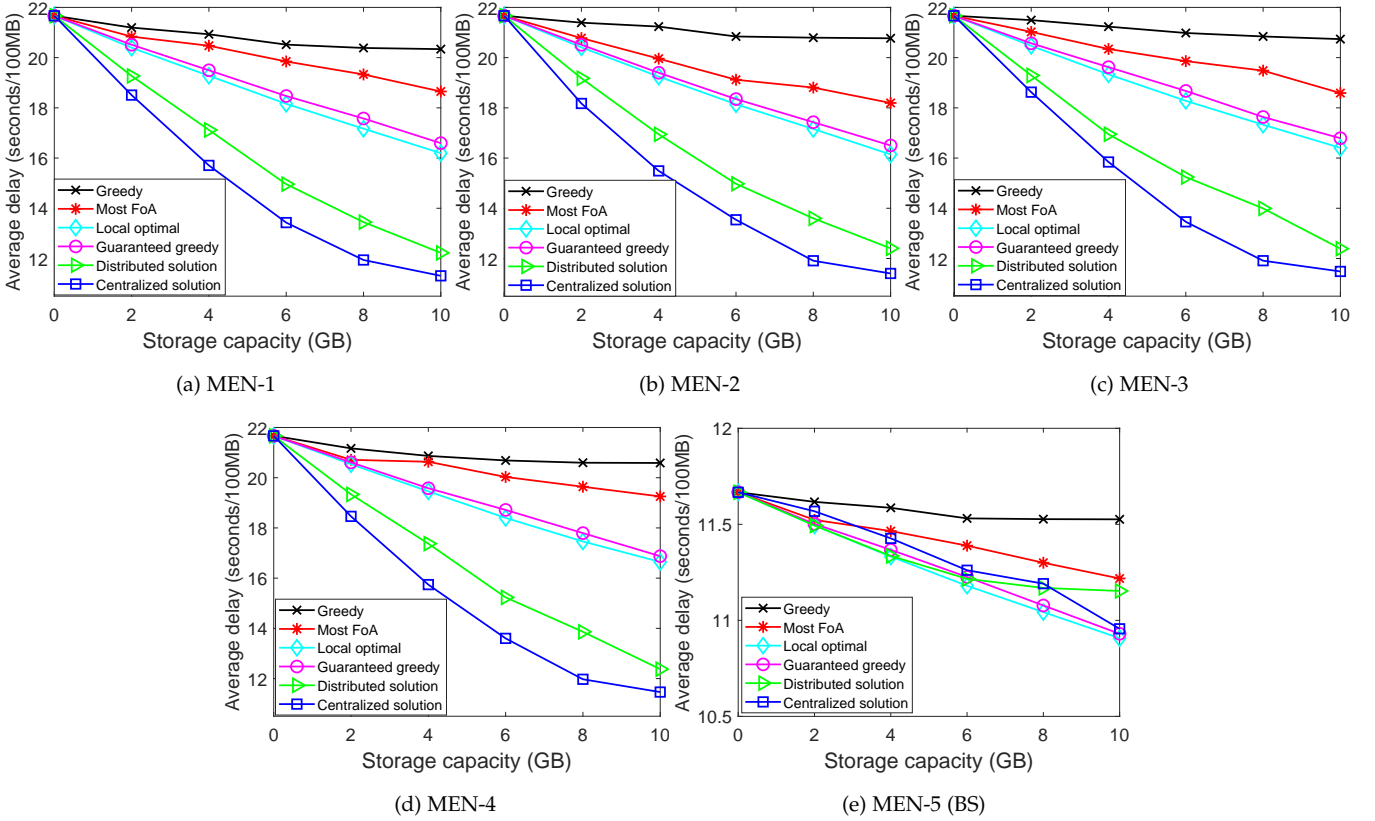 Average delay (seconds/100MB)
22
20
18
16
14
12
Greedy
Most FoA
Local optimal
Guaranteed greedy
Distributed solution
Centralized solution
0 2 4 6 8 10
Storage capacity (GB)
(a) MEN-1
Average delay (seconds/100MB)
22
20
18
16
14
12
Greedy
Most FoA
Local optimal
Guaranteed greedy
Distributed solution
Centralized solution
0 2 4 6 8 10
Storage capacity (GB)
(b) MEN-2
Average delay (seconds/100MB)
22
20
18
16
14
12
Greedy
Most FoA
Local optimal
Guaranteed greedy
Distributed solution
Centralized solution
0 2 4 6 8 10
Storage capacity (GB)
(c) MEN-3
Average delay (seconds/100MB)
22
20
18
16
14
12
Greedy
Most FoA
Local optimal
Guaranteed greedy
Distributed solution
Centralized solution
0 2 4 6 8 10
Storage capacity (GB)
(d) MEN-4
Average delay (seconds/100MB)
12
11.5
11
10.5
Greedy
Most FoA
Local optimal
Guaranteed greedy
Distributed solution
Centralized solution
0 2 4 6 8 10
Storage capacity (GB)
(e) MEN-5 (BS)